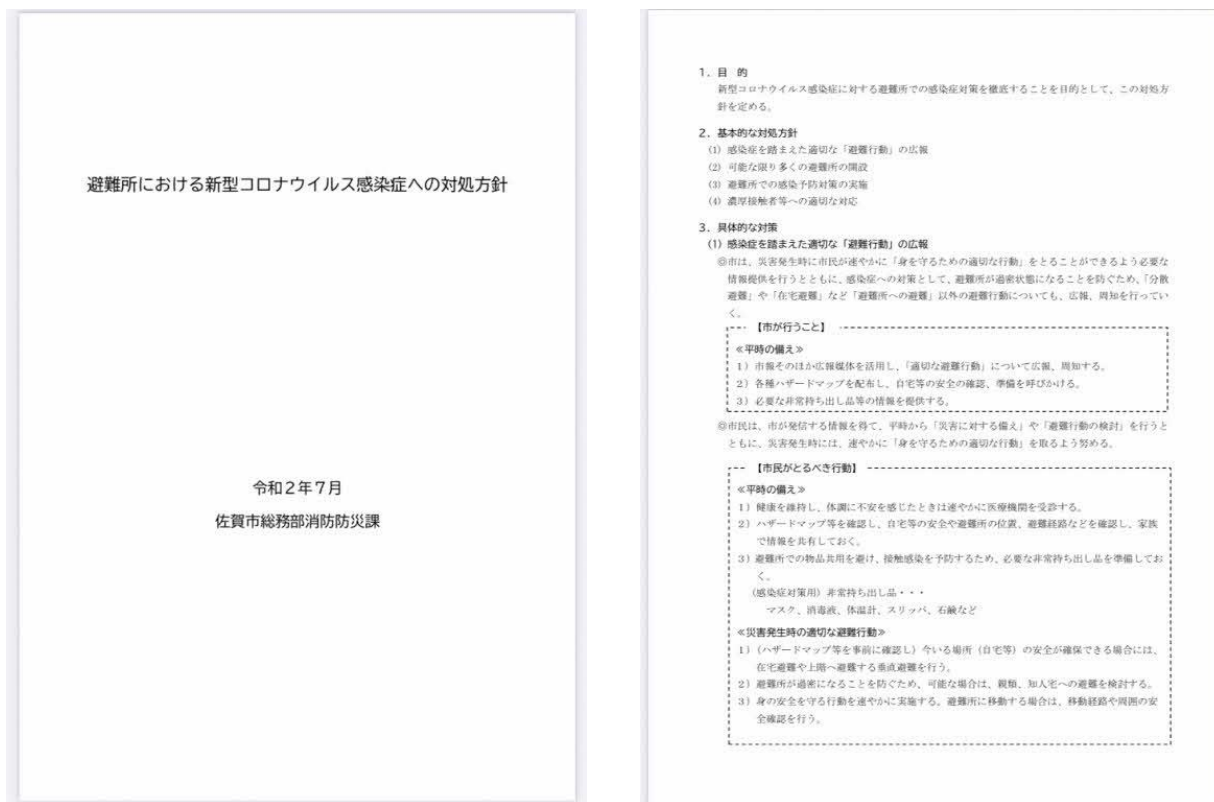 避難所における新型コロナウイルス感染症への対処方針
令和2年7月
佐賀市総務部消防防災課
1．目　的
新型コロナウイルス感染症に対する避難所での感染症対策を徹底することを目的として、この対処方
針を定める。
2．基本的な対処方針
(1) 感染症を踏まえた適切な「避難行動」の広報
(2) 可能な限り多くの避難所の開設
(3) 避難所での感染予防対策の実施
(4) 濃厚接触者等への適切な対応
3．具体的な対策
(1) 感染症を踏まえた適切な「避難行動」の広報
◎市は、災害発生時に市民が速やかに「身を守るための適切な行動」をとることができるよう必要な
情報提供を行うとともに、感染症への対策として、避難所が過密状態になることを防ぐため、「分散
避難」や「在宅避難」など「避難所への避難」以外の避難行動についても、広報、周知を行ってい
く。
【市が行うこと】
≪平時の備え≫
1) 市報そのほか広報媒体を活用し、「適切な避難行動」について広報、周知する。
2) 各種ハザードマップを配布し、自宅等の安全の確認、準備を呼びかける。
3) 必要な非常持ち出し品等の情報を提供する。
◎市民は、市が発信する情報を得て、平時から「災害に対する備え」や「避難行動の検討」を行うと
ともに、災害発生時には、速やかに「身を守るための適切な行動」を取るよう努める。
【市民がとるべき行動】
≪平時の備え≫
1) 健康を維持し、体調に不安を感じたときは速やかに医療機関を受診する。
2) ハザードマップ等を確認し、自宅等の安全や避難所の位置、避難経路などを確認し、家族
で情報を共有しておく。
3) 避難所での物品共用を避け、接触感染を予防するため、必要な非常持ち出し品を準備してお
く。
(感染症対策用) 非常持ち出し品・・・
マスク、消毒液、体温計、スリッパ、石鹸など
≪災害発生時の適切な避難行動≫
1) (ハザードマップ等を事前に確認し) 今いる場所 (自宅等) の安全が確保できる場合には、
在宅避難や上階へ避難する垂直避難を行う。
2) 避難所が過密になることを防ぐため、可能な場合は、親類、知人宅への避難を検討する。
3) 身の安全を守る行動を速やかに実施する。避難所に移動する場合は、移動経路や周囲の安
全確認を行う。